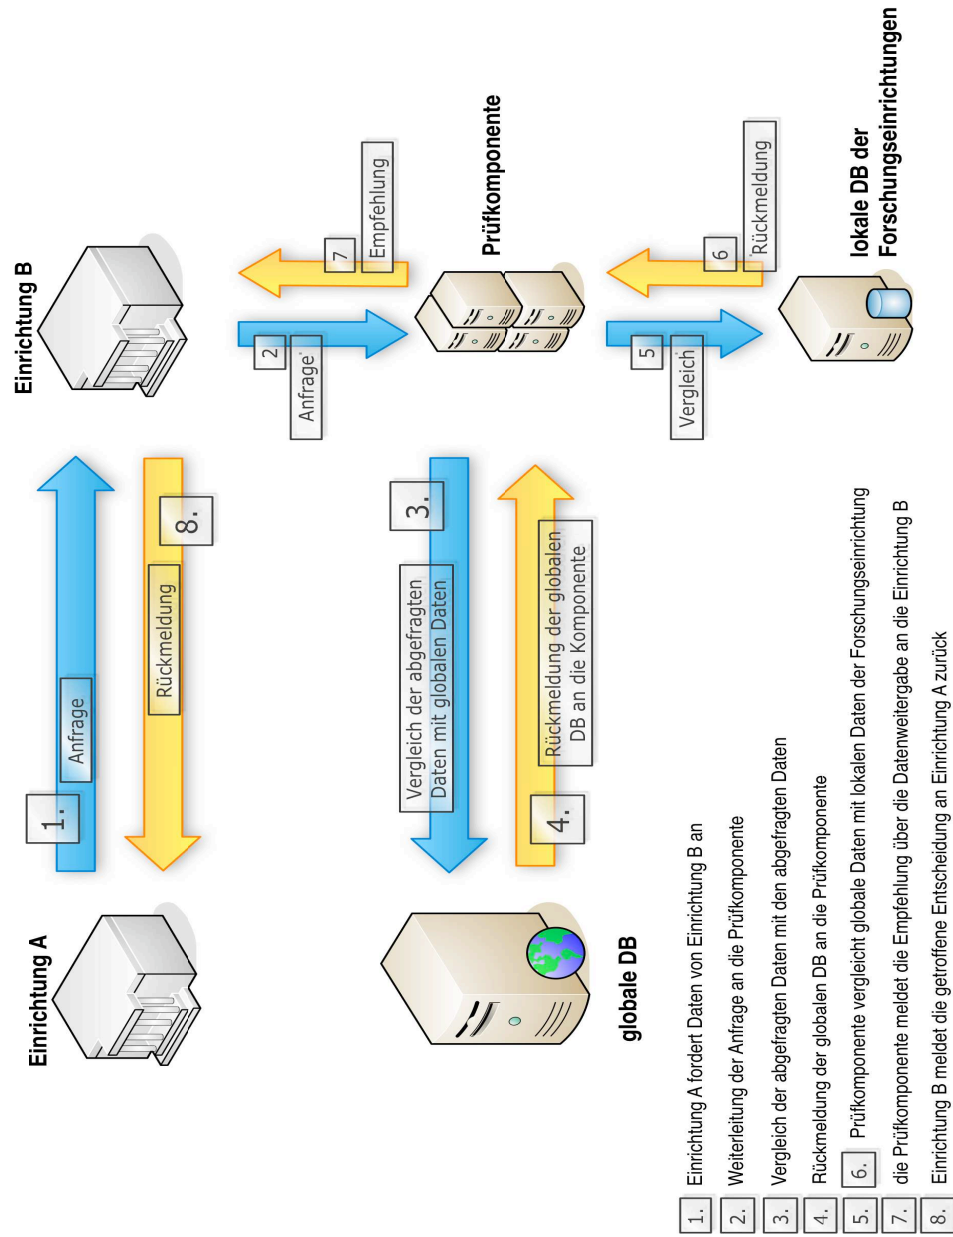 Einrichtung A
Einrichtung B
1.
Anfrage
Rückmeldung
8.
2
Anfrage
7
Empfehlung
globale DB
Vergleich der abgefragten
Daten mit globalen Daten
3.
4.
Rückmeldung der globalen
DB an die Komponente
Prüfkomponente
5
Vergleich
6
Rückmeldung
lokale DB der
Forschungseinrichtungen
1. Einrichtung A fordert Daten von Einrichtung B an
2. Weiterleitung der Anfrage an die Prüfkomponente
3. Vergleich der abgefragten Daten mit den abgefragten Daten
4. Rückmeldung der globalen DB an die Prüfkomponente
5. 6. Prüfkomponente vergleicht globale Daten mit lokalen Daten der Forschungseinrichtung
7. die Prüfkomponente meldet die Empfehlung über die Datenweitergabe an die Einrichtung B
8. Einrichtung B meldet die getroffene Entscheidung an Einrichtung A zurück